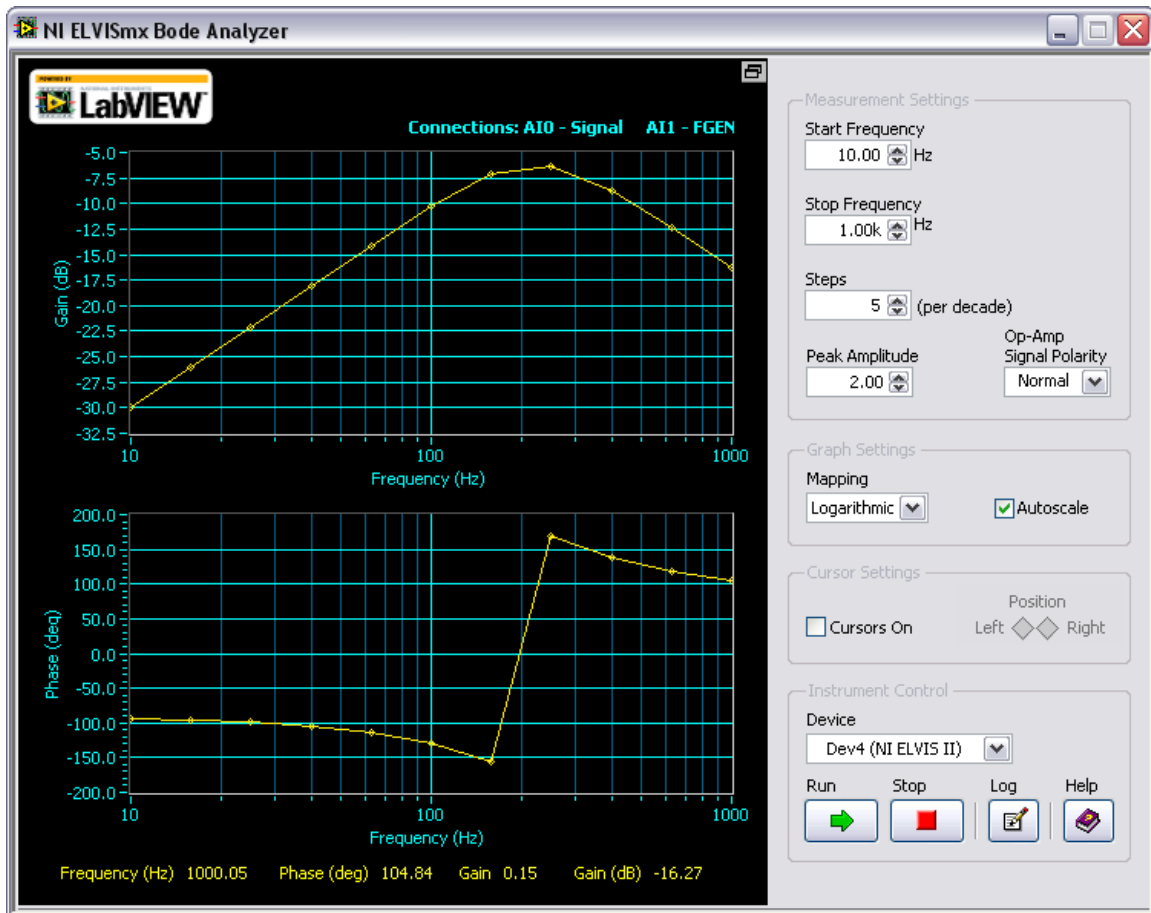 NI ELVISmx Bode Analyzer
POWERED BY
NATIONAL INSTRUMENTS
LabVIEW™
Connections: AI0 - Signal AI1 - FGEN
-5.0
-7.5
-10.0
-12.5
-15.0
-17.5
-20.0
-22.5
-25.0
-27.5
-30.0
-32.5
Gain (dB)
10 100 1000
Frequency (Hz)
200.0
150.0
100.0
50.0
0.0
-50.0
-100.0
-150.0
-200.0
Phase (deg)
10 100 1000
Frequency (Hz)
Frequency (Hz) 1000.05 Phase (deg) 104.84 Gain 0.15 Gain (dB) -16.27
Measurement Settings
Start Frequency
10.00 Hz
Stop Frequency
1.00k Hz
Steps
5 (per decade)
Peak Amplitude
2.00
Op-Amp
Signal Polarity
Normal
Graph Settings
Mapping
Logarithmic
Autoscale
Cursor Settings
Cursors On
Position
Left Right
Instrument Control
Device
Dev4 (NI ELVIS II)
Run Stop Log Help